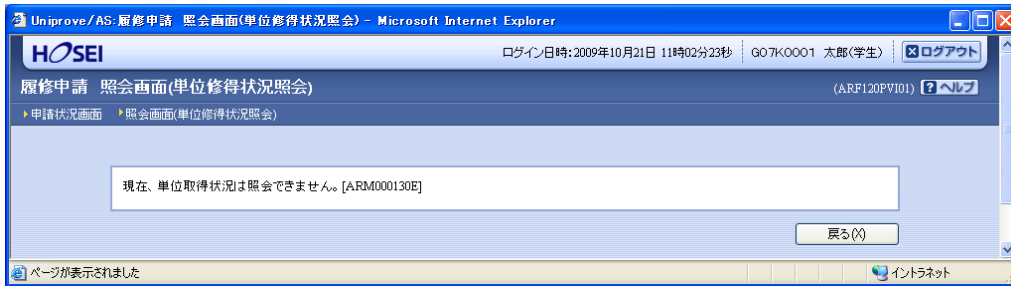 Uniprove/AS:履修申請　照会画面(単位修得状況照会) - Microsoft Internet Explorer
HOSEI ログイン日時:2009年10月21日 11時02分23秒 G07K0001 太郎(学生) ログアウト
履修申請　照会画面(単位修得状況照会) (ARF120PVI01) ? ヘルプ
申請状況画面 照会画面(単位修得状況照会)
現在、単位取得状況は照会できません。[ARM000130E]
戻る(X)
ページが表示されました イントラネット